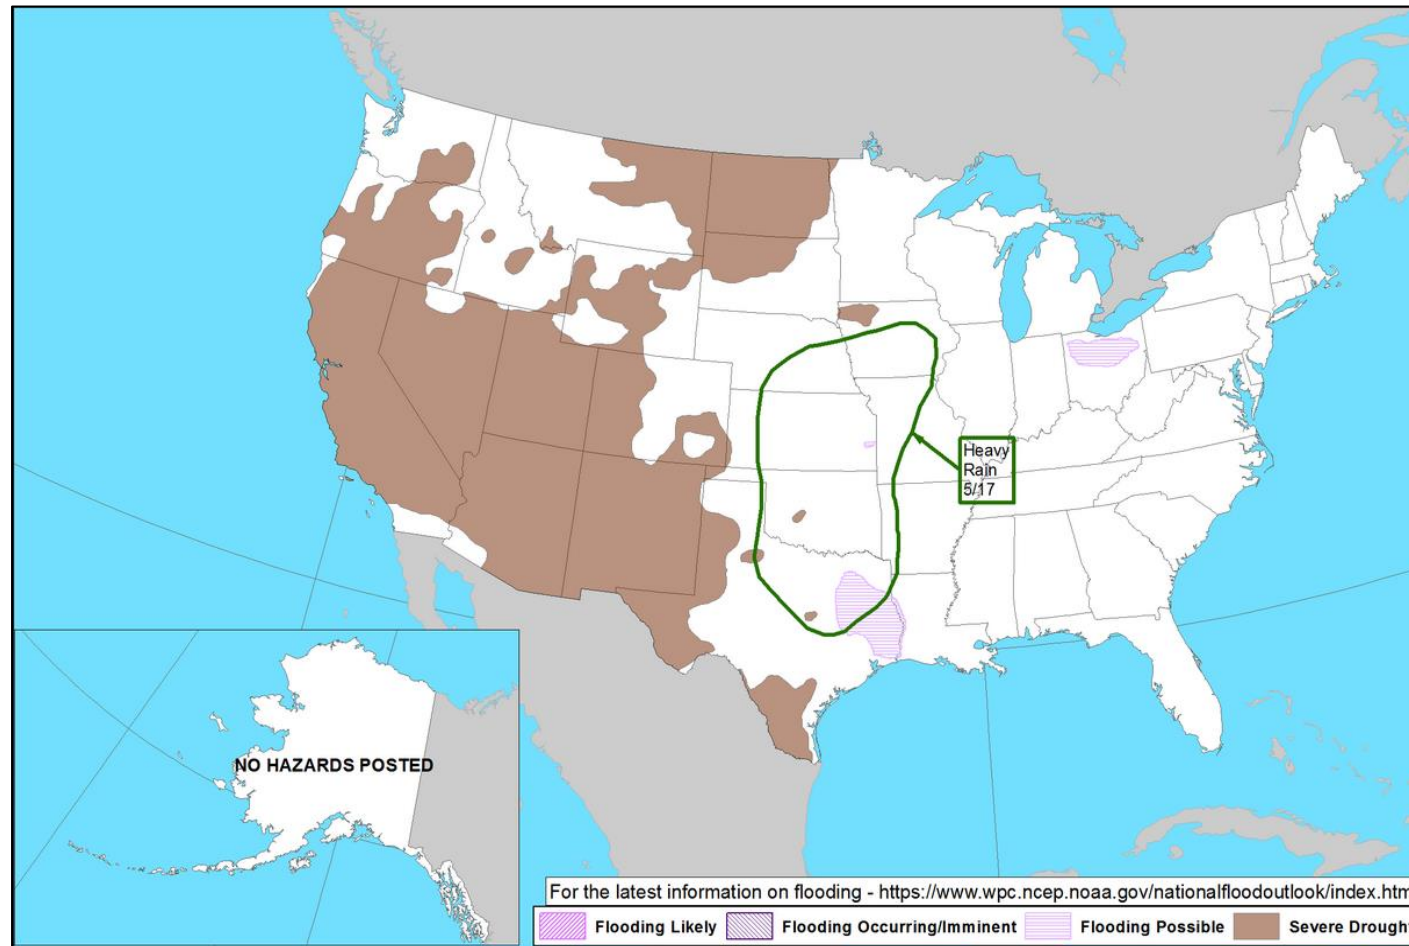 Heavy
Rain
5/17
NO HAZARDS POSTED
For the latest information on flooding - https://www.wpc.ncep.noaa.gov/nationalfloodoutlook/index.htm
Flooding Likely Flooding Occurring/Imminent Flooding Possible Severe Drough